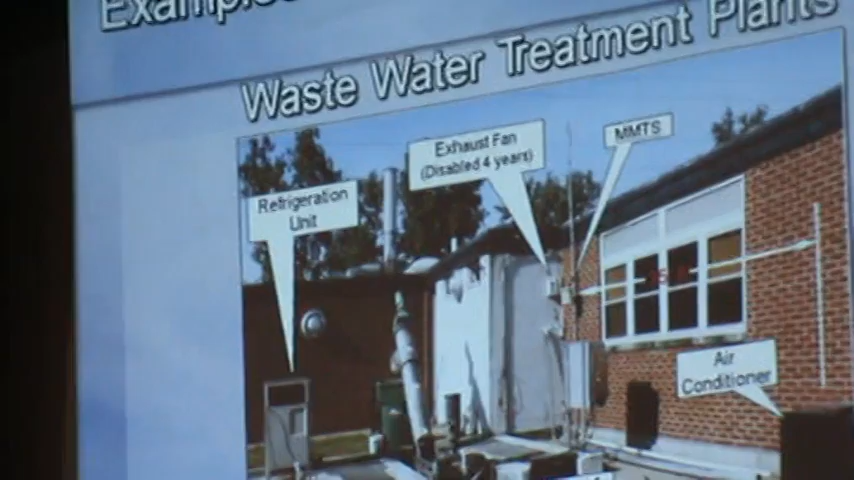 Waste Water Treatment Plants
Exhaust Fan
(Disabled 4 years)
MMTS
Refrigeration
Unit
Air
Conditioner